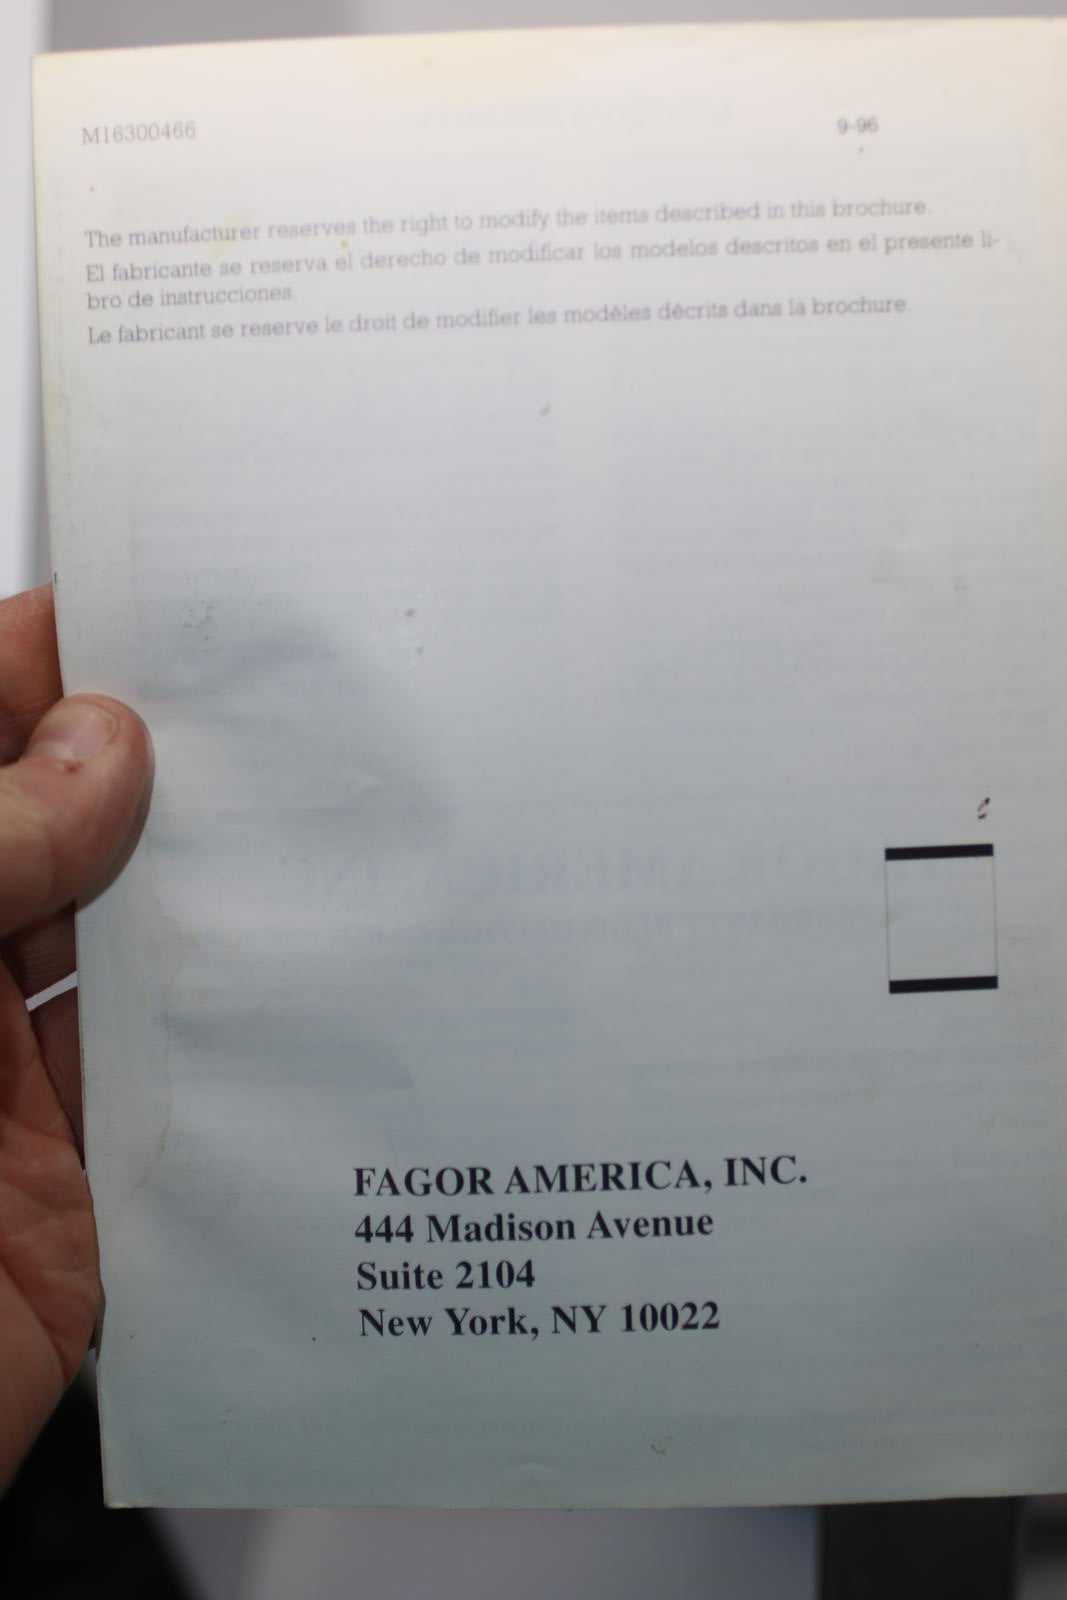 M16300466
9-96
The manufacturer reserves the right to modify the items described in this brochure.
El fabricante se reserva el derecho de modificar los modelos descritos en el presente li-
bro de instrucciones.
Le fabricant se reserve le droit de modifier les modèles décrits dans la brochure.
FAGOR AMERICA, INC.
444 Madison Avenue
Suite 2104
New York, NY 10022